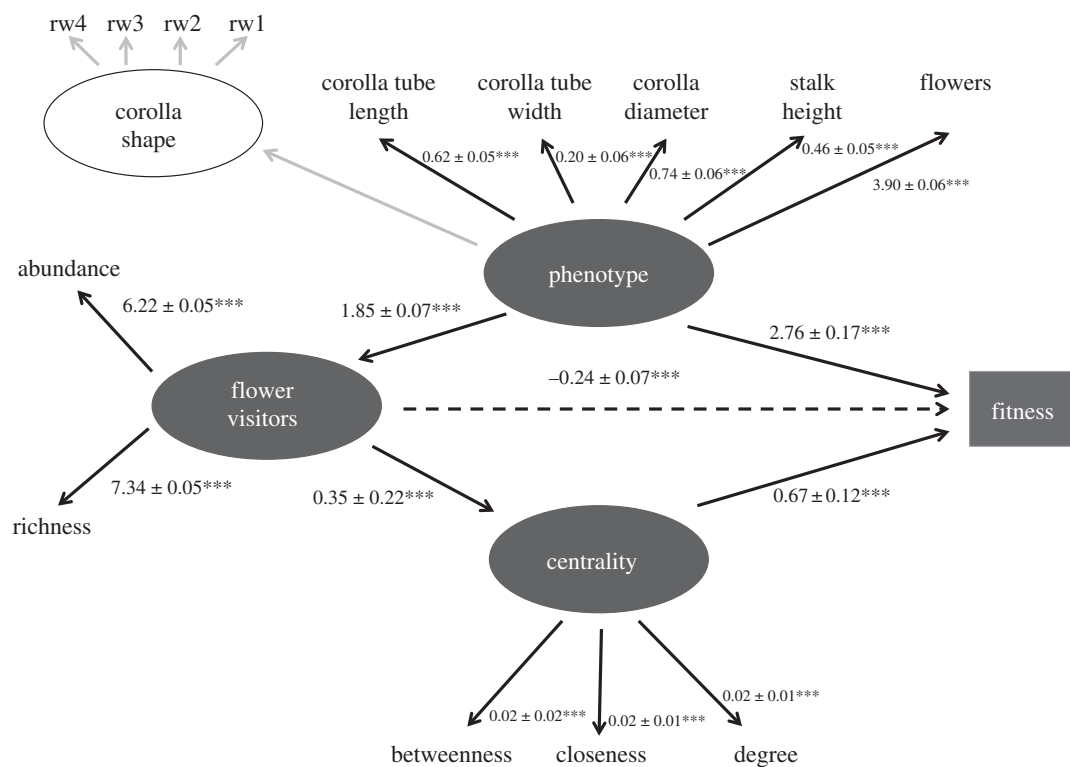 rw4 rw3 rw2 rw1
corolla
shape
corolla tube
length
corolla tube
width
corolla
diameter
stalk
height
flowers
0.62 ± 0.05***
0.20 ± 0.06***
0.74 ± 0.06***
0.46 ± 0.05***
3.90 ± 0.06***
phenotype
abundance
6.22 ± 0.05***
1.85 ± 0.07***
2.76 ± 0.17***
flower
visitors
–0.24 ± 0.07***
fitness
7.34 ± 0.05***
richness
0.35 ± 0.22***
0.67 ± 0.12***
centrality
0.02 ± 0.02***
0.02 ± 0.01***
0.02 ± 0.01***
betweenness
closeness
degree